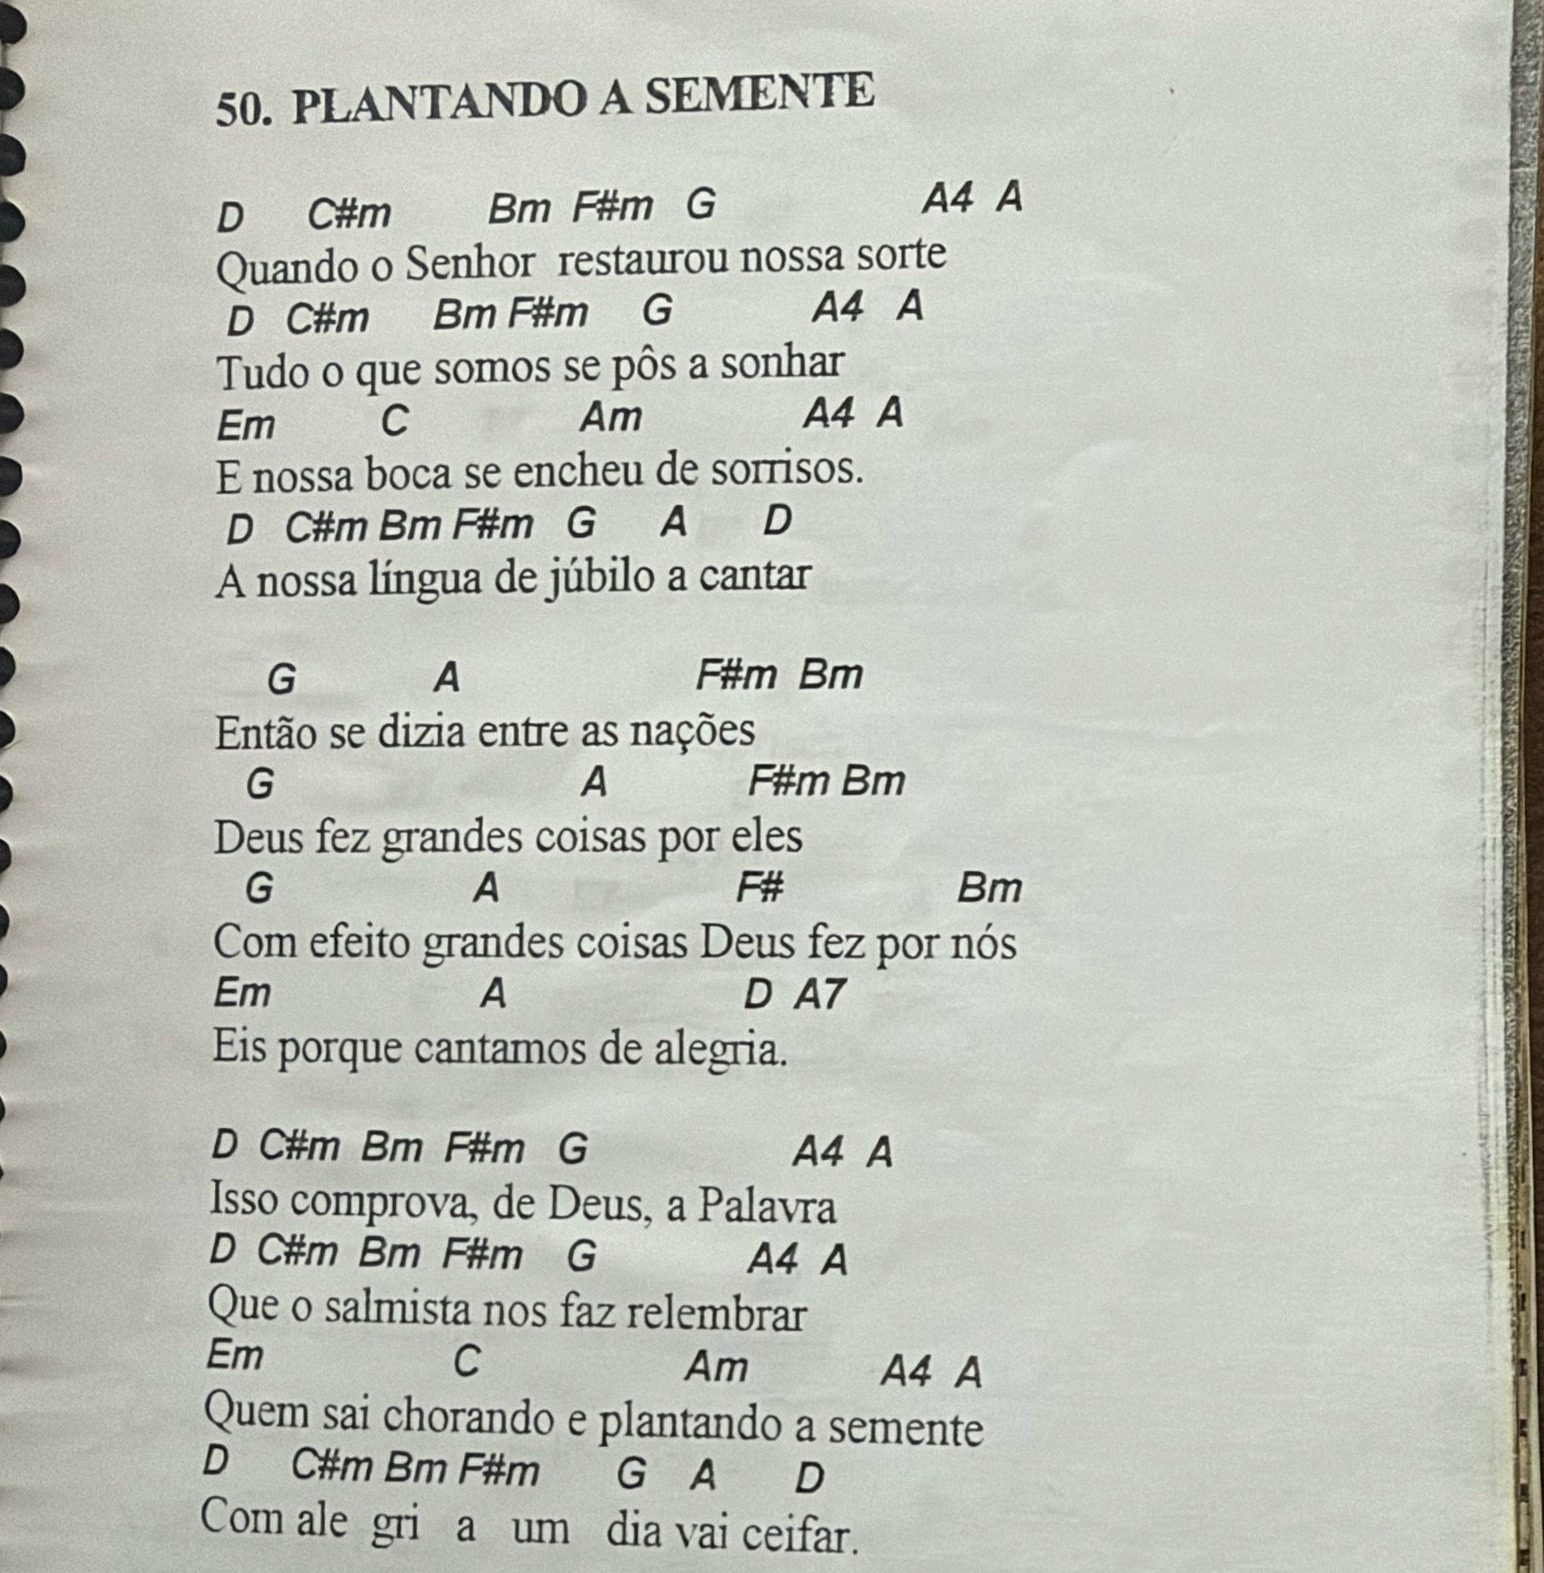 50. PLANTANDO A SEMENTE
D C#m Bm F#m G A4 A
Quando o Senhor restaurou nossa sorte
D C#m Bm F#m G A4 A
Tudo o que somos se pôs a sonhar
Em C Am A4 A
E nossa boca se encheu de sorrisos.
D C#m Bm F#m G A D
A nossa língua de júbilo a cantar
G A F#m Bm
Então se dizia entre as nações
G A F#m Bm
Deus fez grandes coisas por eles
G A F# Bm
Com efeito grandes coisas Deus fez por nós
Em A D A7
Eis porque cantamos de alegria.
D C#m Bm F#m G A4 A
Isso comprova, de Deus, a Palavra
D C#m Bm F#m G A4 A
Que o salmista nos faz relembrar
Em C Am A4 A
Quem sai chorando e plantando a semente
D C#m Bm F#m G A D
Com ale gri a um dia vai ceifar.